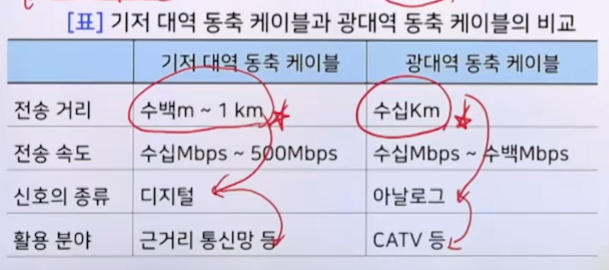 [표] 기저 대역 동축 케이블과 광대역 동축 케이블의 비교
기저 대역 동축 케이블 광대역 동축 케이블
전송 거리 수백m ~ 1 km 수십Km
전송 속도 수십Mbps ~ 500Mbps 수십Mbps ~ 수백Mbps
신호의 종류 디지털 아날로그
활용 분야 근거리 통신망 등 CATV 등